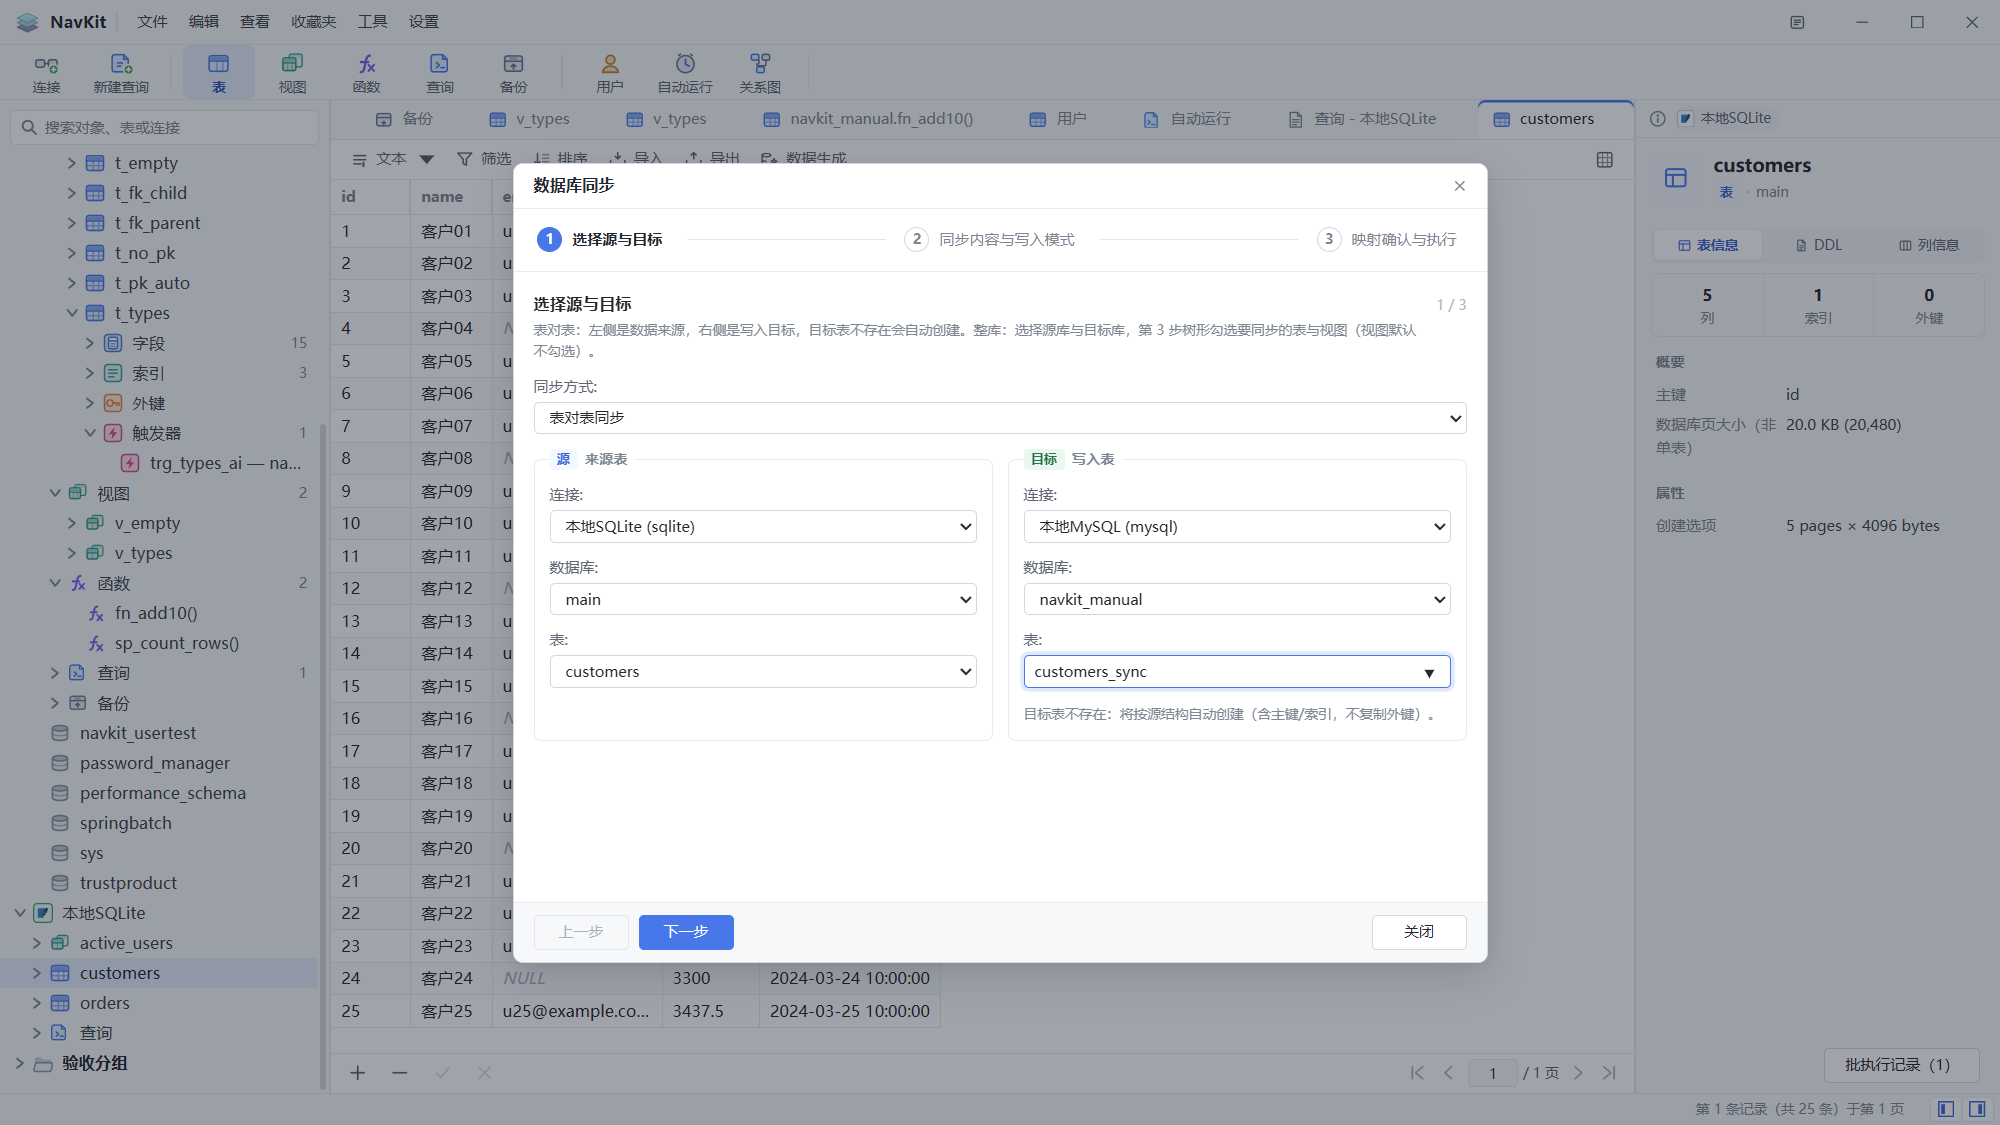 NavKit
文件
编辑
查看
收藏夹
工具
设置
连接
新建查询
表
视图
函数
查询
备份
用户
自动运行
关系图
搜索对象、表或连接
t_empty
t_fk_child
t_fk_parent
t_no_pk
t_pk_auto
t_types
字段 15
索引 3
外键
触发器 1
trg_types_ai — na...
视图 2
v_empty
v_types
函数 2
fn_add10()
sp_count_rows()
查询 1
备份
navkit_usertest
password_manager
performance_schema
springbatch
sys
trustproduct
本地SQLite
active_users
customers
orders
查询
验收分组
备份
v_types
v_types
navkit_manual.fn_add10()
用户
自动运行
查询 - 本地SQLite
customers
文本
筛选
排序
导入
导出
数据生成
id name e
1 客户01 u
2 客户02 u
3 客户03 u
4 客户04 N
5 客户05 u
6 客户06 u
7 客户07 u
8 客户08 N
9 客户09 u
10 客户10 u
11 客户11 u
12 客户12 N
13 客户13 u
14 客户14 u
15 客户15 u
16 客户16 N
17 客户17 u
18 客户18 u
19 客户19 u
20 客户20 N
21 客户21 u
22 客户22 u
23 客户23 u
24 客户24 NULL 3300 2024-03-24 10:00:00
25 客户25 u25@example.co... 3437.5 2024-03-25 10:00:00
1 / 1 页
数据库同步
1 选择源与目标
2 同步内容与写入模式
3 映射确认与执行
选择源与目标
1 / 3
表对表：左侧是数据来源，右侧是写入目标，目标表不存在会自动创建。整库：选择源库与目标库，第 3 步树形勾选要同步的表与视图（视图默认
不勾选）。
同步方式:
表对表同步
源 来源表
连接:
本地SQLite (sqlite)
数据库:
main
表:
customers
目标 写入表
连接:
本地MySQL (mysql)
数据库:
navkit_manual
表:
customers_sync
目标表不存在：将按源结构自动创建（含主键/索引，不复制外键）。
上一步
下一步
关闭
本地SQLite
customers
表 · main
表信息
DDL
列信息
5 1 0
列 索引 外键
概要
主键 id
数据库页大小（非 20.0 KB (20,480)
单表)
属性
创建选项 5 pages × 4096 bytes
批执行记录（1）
第 1 条记录（共 25 条）于第 1 页